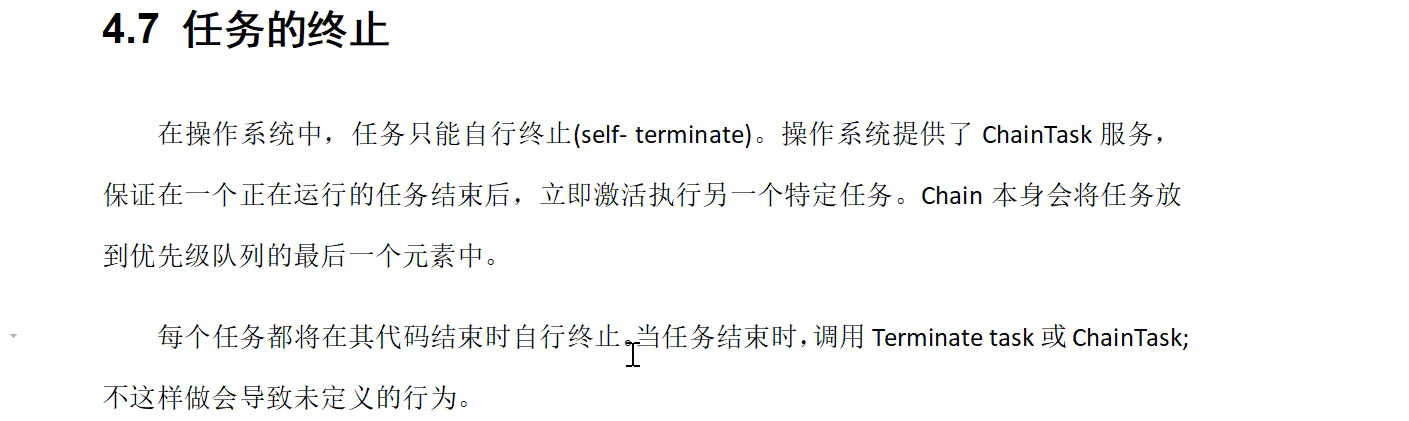 4.7 任务的终止
在操作系统中，任务只能自行终止(self- terminate)。操作系统提供了 ChainTask 服务，
保证在一个正在运行的任务结束后，立即激活执行另一个特定任务。Chain 本身会将任务放
到优先级队列的最后一个元素中。
每个任务都将在其代码结束时自行终止。当任务结束时，调用 Terminate task 或 ChainTask;
不这样做会导致未定义的行为。